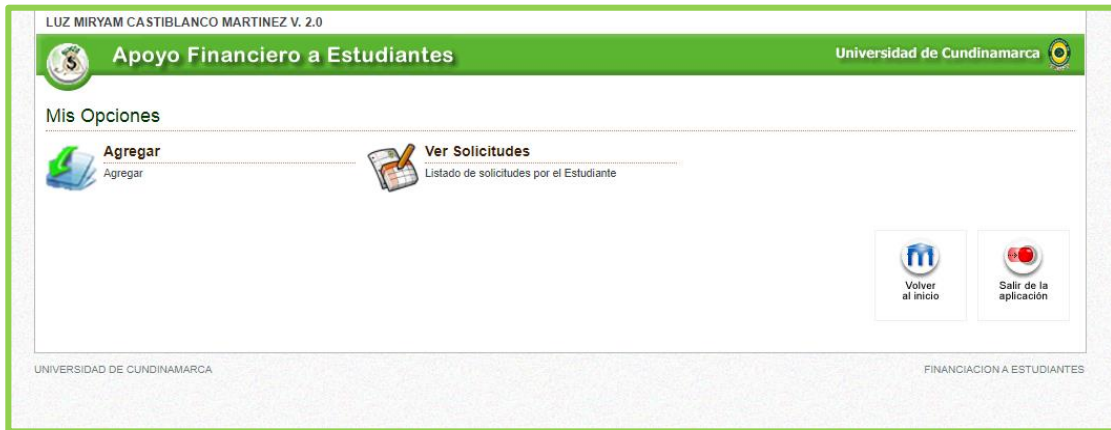 LUZ MIRYAM CASTIBLANCO MARTINEZ V. 2.0
Apoyo Financiero a Estudiantes
Universidad de Cundinamarca
Mis Opciones
Agregar
Agregar
Ver Solicitudes
Listado de solicitudes por el Estudiante
Volver
al inicio
Salir de la
aplicación
UNIVERSIDAD DE CUNDINAMARCA
FINANCIACION A ESTUDIANTES